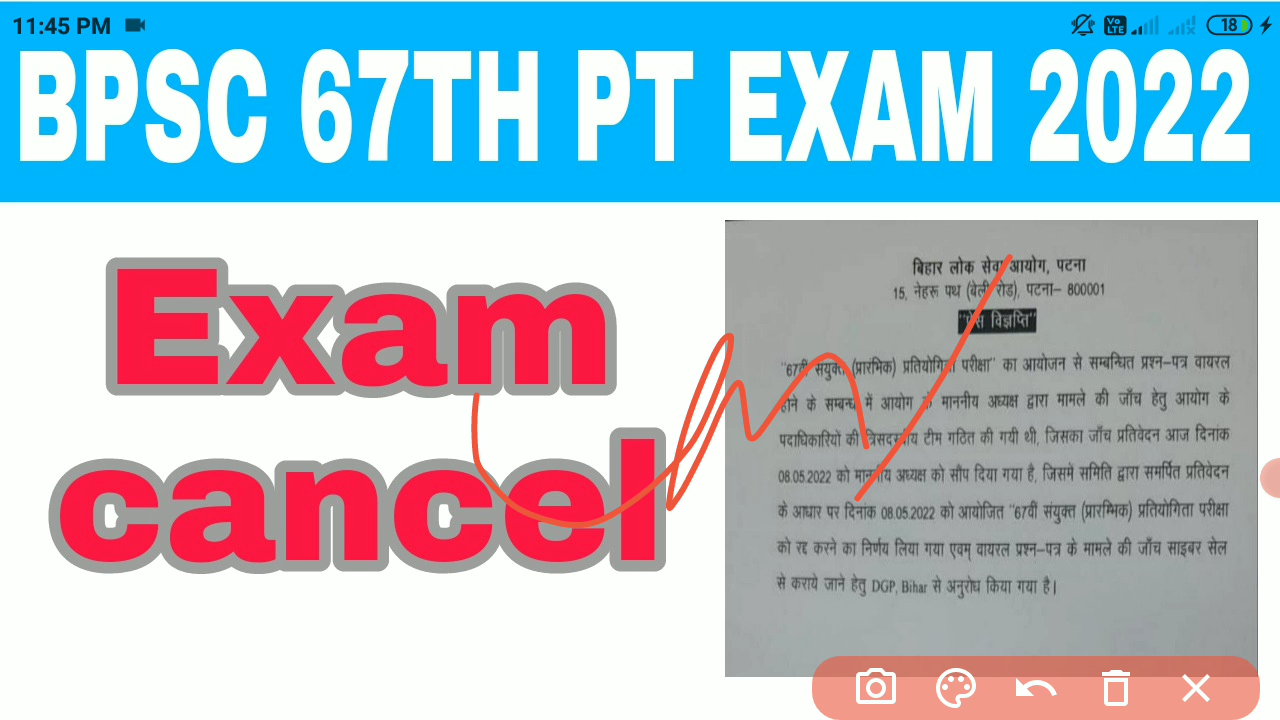 11:45 PM
Vo LTE
18
BPSC 67TH PT EXAM 2022
Exam
cancel
बिहार लोक सेवा आयोग, पटना
15, नेहरू पथ (बेली रोड), पटना– 800001
"प्रेस विज्ञप्ति"
"67वीं संयुक्त (प्रारंभिक) प्रतियोगिता परीक्षा" का आयोजन से सम्बन्धित प्रश्न–पत्र वायरल
होने के सम्बन्ध में आयोग के माननीय अध्यक्ष द्वारा मामले की जाँच हेतु आयोग के
पदाधिकारियों की त्रिसदस्यीय टीम गठित की गयी थी, जिसका जाँच प्रतिवेदन आज दिनांक
08.05.2022 को माननीय अध्यक्ष को सौंप दिया गया है, जिसमें समिति द्वारा समर्पित प्रतिवेदन
के आधार पर दिनांक 08.05.2022 को आयोजित "67वीं संयुक्त (प्रारम्भिक) प्रतियोगिता परीक्षा
को रद्द करने का निर्णय लिया गया एवम् वायरल प्रश्न–पत्र के मामले की जाँच साइबर सेल
से कराये जाने हेतु DGP, Bihar से अनुरोध किया गया है।